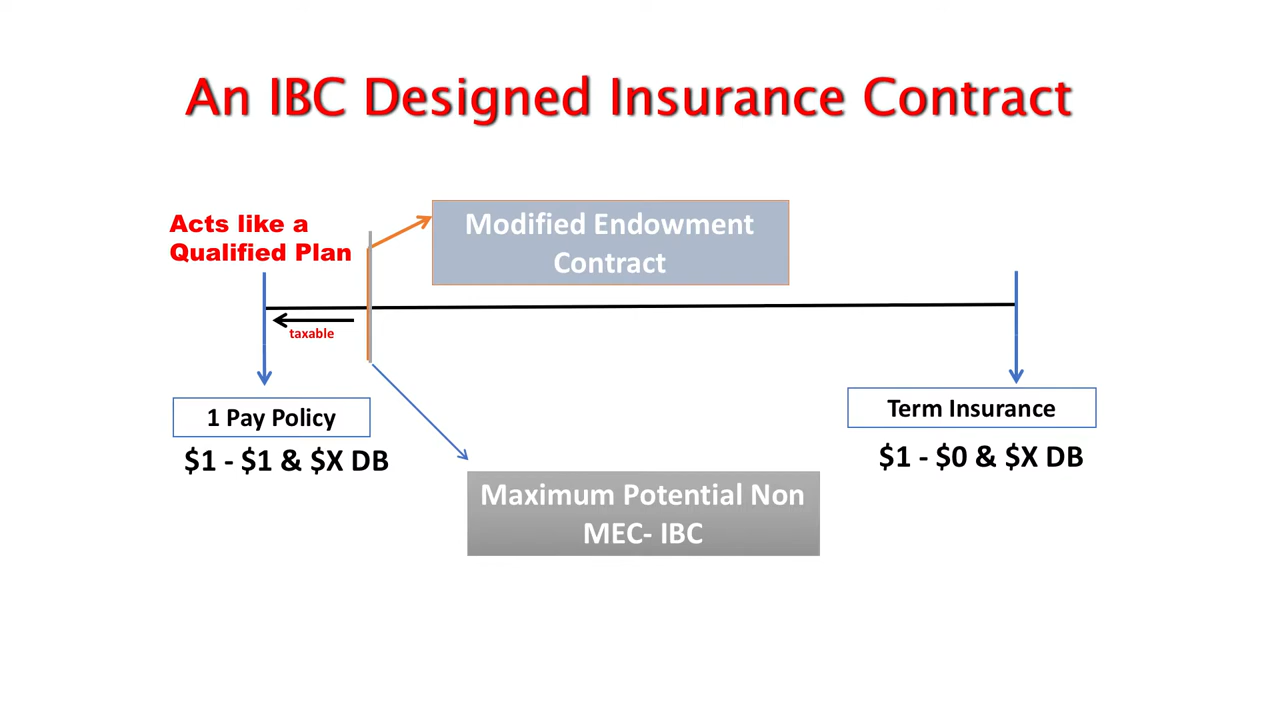 An IBC Designed Insurance Contract
Acts like a
Qualified Plan
Modified Endowment
Contract
taxable
1 Pay Policy
$1 - $1 & $X DB
Term Insurance
$1 - $0 & $X DB
Maximum Potential Non
MEC- IBC